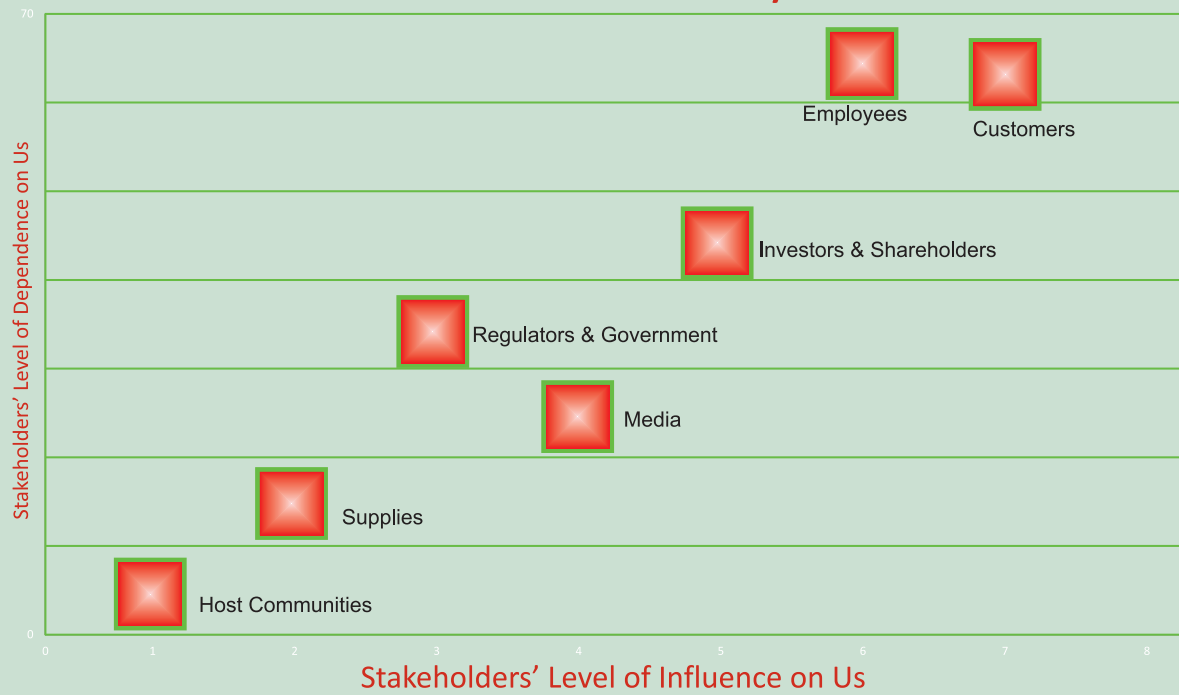 70
Employees
Customers
Stakeholders’ Level of Dependence on Us
Investors & Shareholders
Regulators & Government
Media
Supplies
Host Communities
0
0 1 2 3 4 5 6 7 8
Stakeholders’ Level of Influence on Us